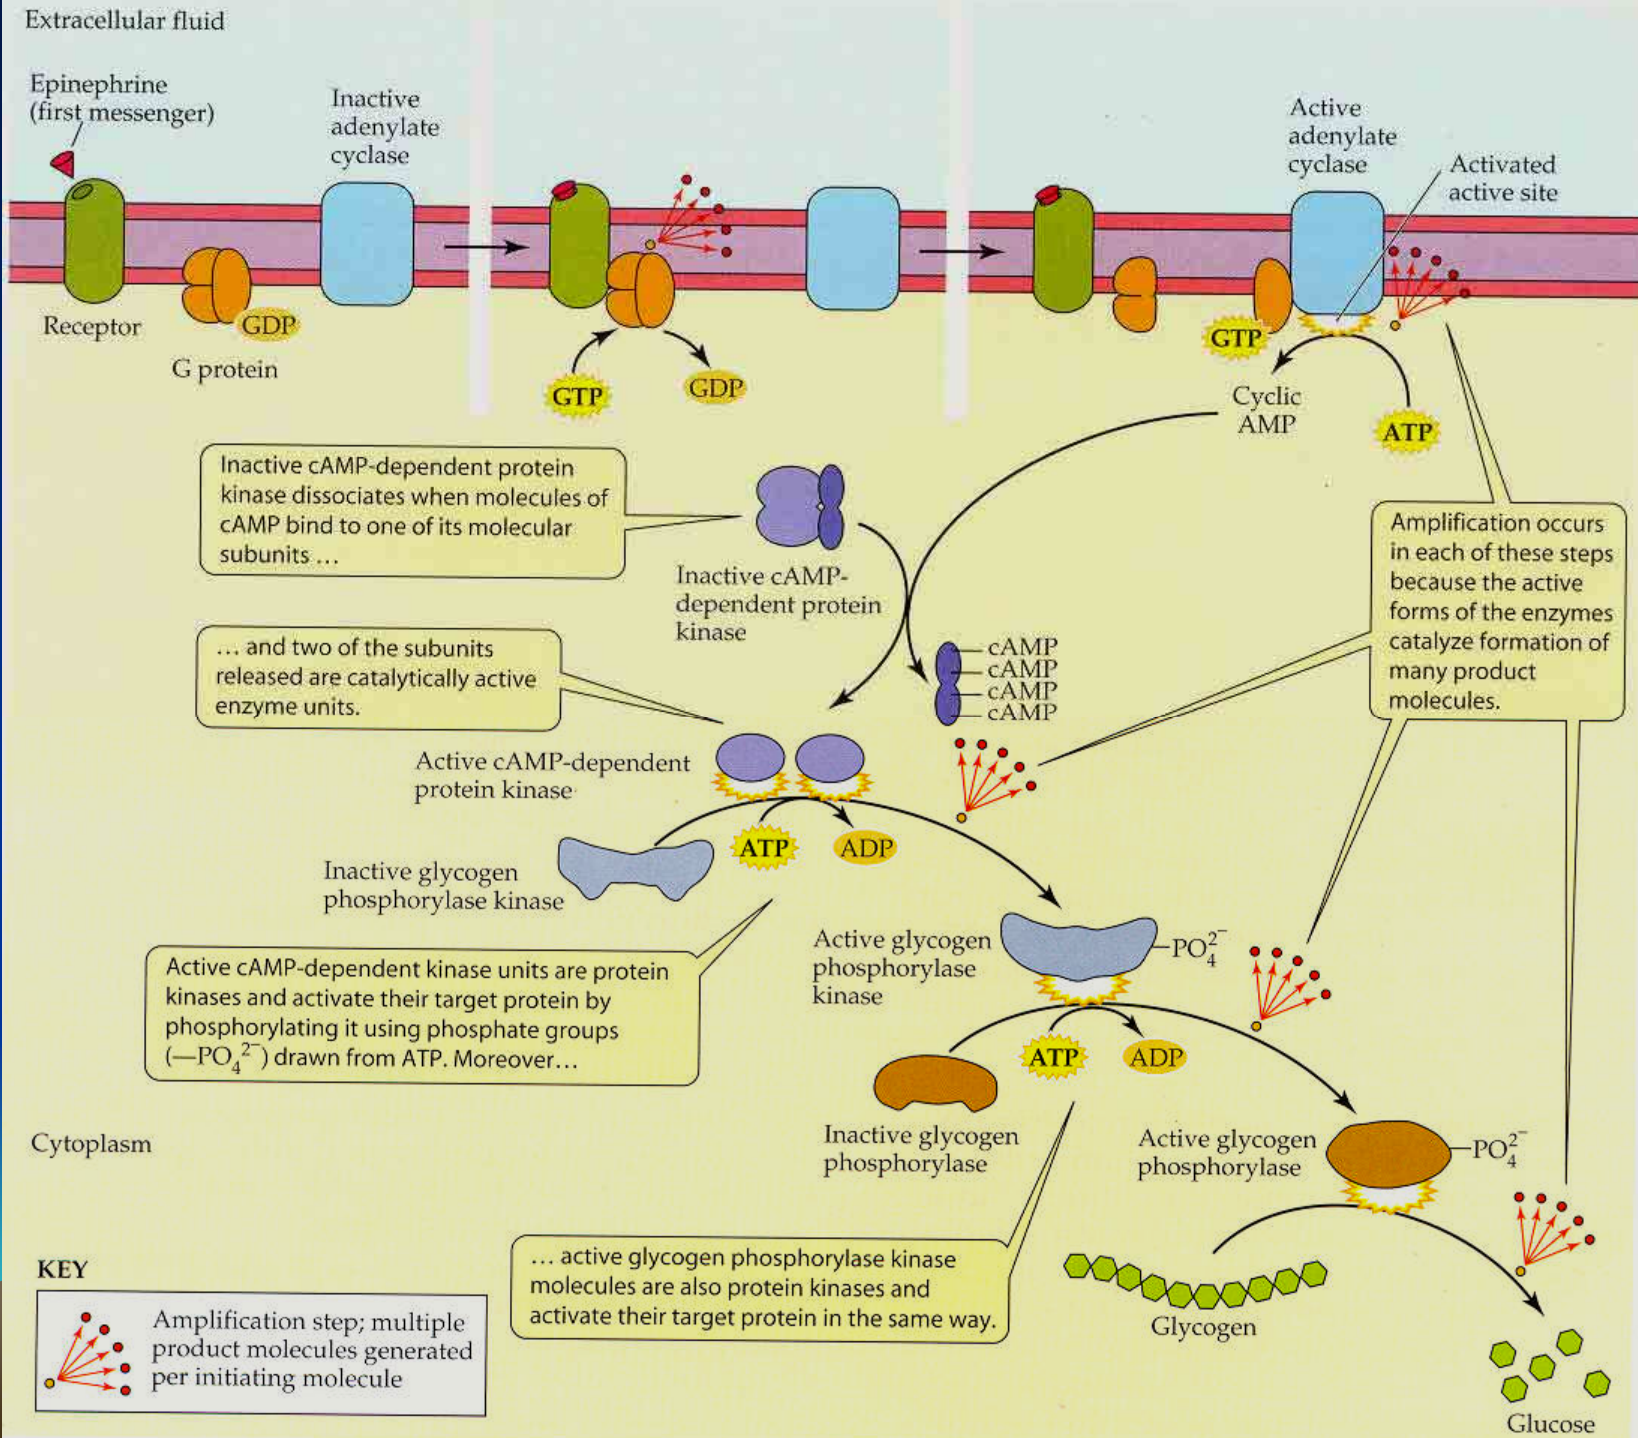 Extracellular fluid
Epinephrine
(first messenger)
Inactive
adenylate
cyclase
Active
adenylate
cyclase
Activated
active site
Receptor
GDP
G protein
GTP
GDP
GTP
Cyclic
AMP
ATP
Inactive cAMP-dependent protein
kinase dissociates when molecules of
cAMP bind to one of its molecular
subunits ...
Inactive cAMP-
dependent protein
kinase
Amplification occurs
in each of these steps
because the active
forms of the enzymes
catalyze formation of
many product
molecules.
... and two of the subunits
released are catalytically active
enzyme units.
cAMP
cAMP
cAMP
cAMP
Active cAMP-dependent
protein kinase
ATP
ADP
Inactive glycogen
phosphorylase kinase
Active glycogen
phosphorylase
kinase
PO₄²⁻
Active cAMP-dependent kinase units are protein
kinases and activate their target protein by
phosphorylating it using phosphate groups
(—PO₄²⁻) drawn from ATP. Moreover...
ATP
ADP
Cytoplasm
Inactive glycogen
phosphorylase
Active glycogen
phosphorylase
PO₄²⁻
... active glycogen phosphorylase kinase
molecules are also protein kinases and
activate their target protein in the same way.
Glycogen
Glucose
KEY
Amplification step; multiple
product molecules generated
per initiating molecule